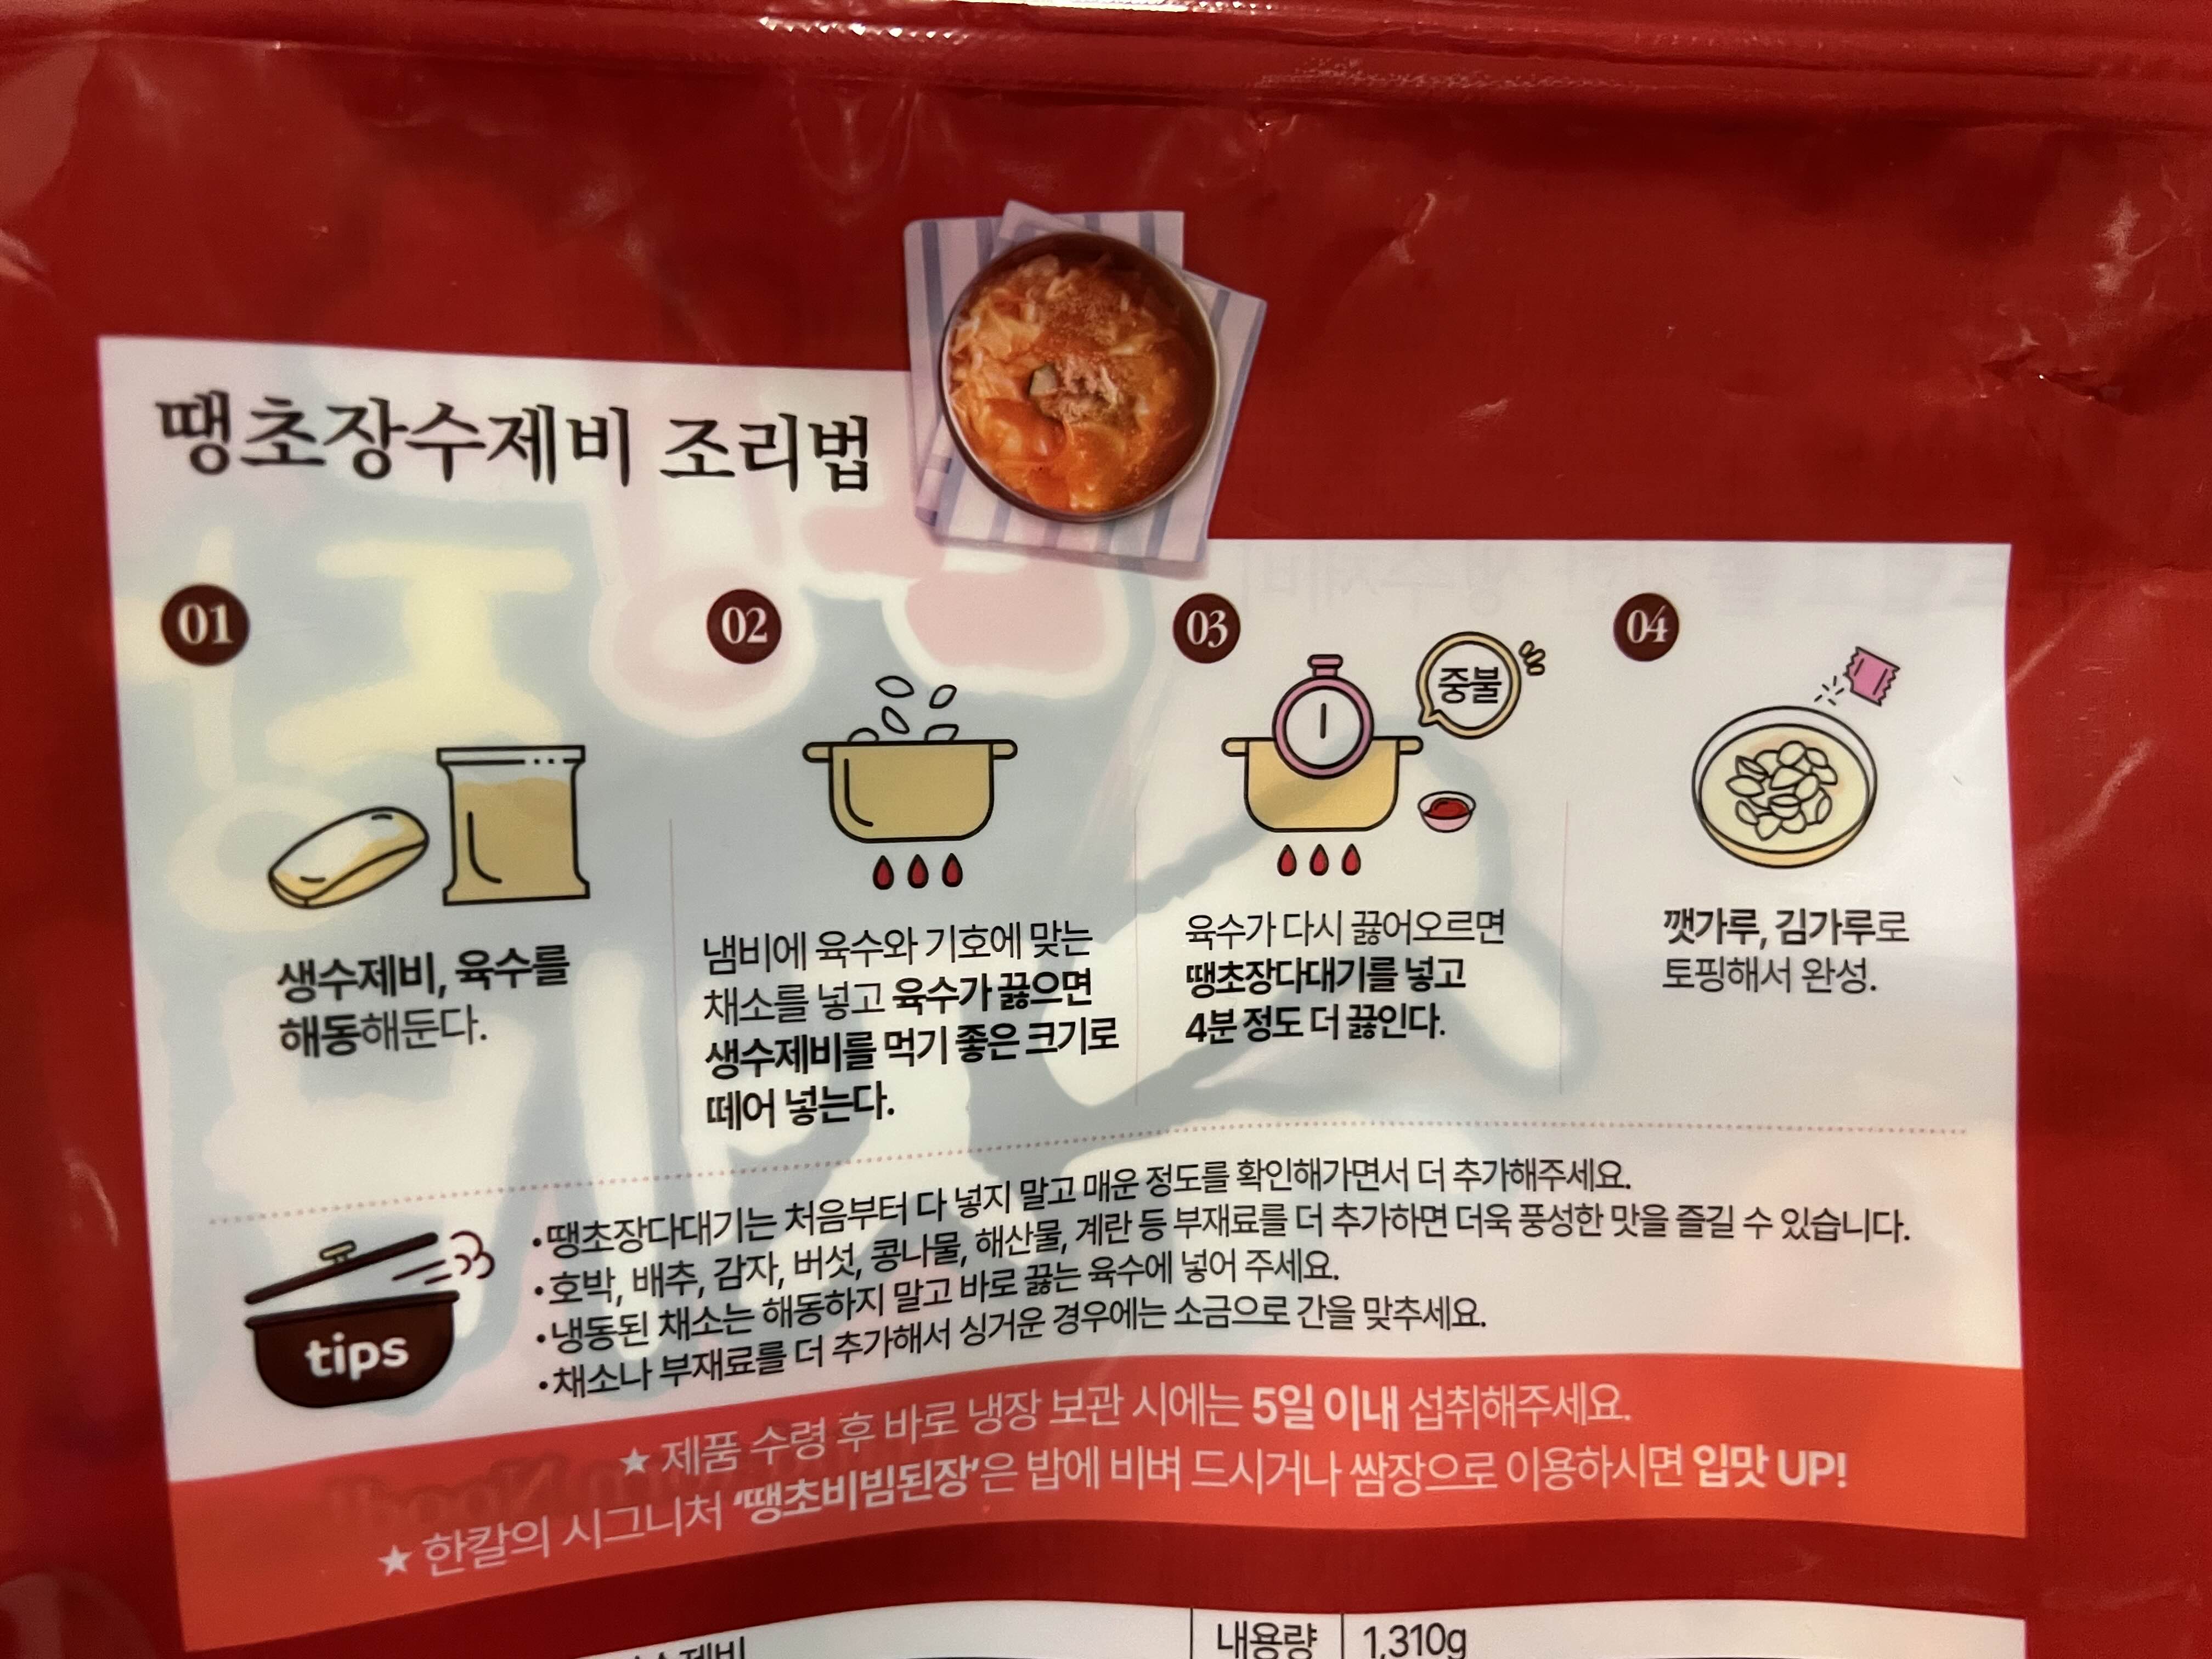 땡초장수제비 조리법
01
생수제비, 육수를
해동해둔다.
02
냄비에 육수와 기호에 맞는
채소를 넣고 육수가 끓으면
생수제비를 먹기 좋은 크기로
떼어 넣는다.
03
중불
육수가 다시 끓어오르면
땡초장다대기를 넣고
4분 정도 더 끓인다.
04
깻가루, 김가루로
토핑해서 완성.
tips
•땡초장다대기는 처음부터 다 넣지 말고 매운 정도를 확인해가면서 더 추가해주세요.
•호박, 배추, 감자, 버섯, 콩나물, 해산물, 계란 등 부재료를 더 추가하면 더욱 풍성한 맛을 즐길 수 있습니다.
•냉동된 채소는 해동하지 말고 바로 끓는 육수에 넣어 주세요.
•채소나 부재료를 더 추가해서 싱거운 경우에는 소금으로 간을 맞추세요.
★ 제품 수령 후 바로 냉장 보관 시에는 5일 이내 섭취해주세요.
★ 한칼의 시그니처 '땡초비빔된장'은 밥에 비벼 드시거나 쌈장으로 이용하시면 입맛 UP!
내용량 1,310g